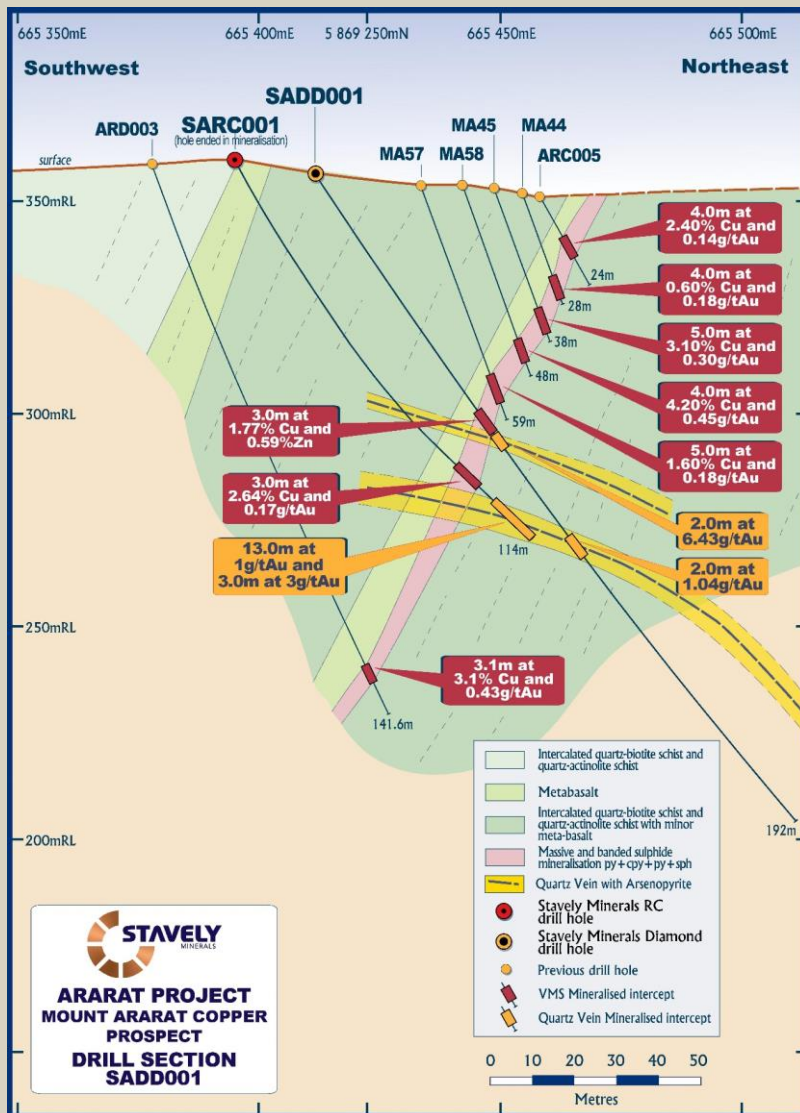 665 350mE
665 400mE
5 869 250mN
665 450mE
665 500mE
Southwest
Northeast
SADD001
ARD003
SARC001
(hole ended in mineralisation)
MA45
MA44
MA57
MA58
ARC005
surface
350mRL
300mRL
250mRL
200mRL
4.0m at
2.40% Cu and
0.14g/tAu
24m
4.0m at
0.60% Cu and
0.18g/tAu
28m
5.0m at
3.10% Cu and
0.30g/tAu
38m
4.0m at
4.20% Cu and
0.45g/tAu
48m
5.0m at
1.60% Cu and
0.18g/tAu
59m
3.0m at
1.77% Cu and
0.59%Zn
3.0m at
2.64% Cu and
0.17g/tAu
2.0m at
6.43g/tAu
13.0m at
1g/tAu and
3.0m at 3g/tAu
114m
2.0m at
1.04g/tAu
3.1m at
3.1% Cu and
0.43g/tAu
141.6m
192m
Intercalated quartz-biotite schist and
quartz-actinolite schist
Metabasalt
Intercalated quartz-biotite schist and
quartz-actinolite schist with minor
meta-basalt
Massive and banded sulphide
mineralisation py+cpy+py+sph
Quartz Vein with Arsenopyrite
Stavely Minerals RC
drill hole
Stavely Minerals Diamond
drill hole
Previous drill hole
VMS Mineralised intercept
Quartz Vein Mineralised intercept
0 10 20 30 40 50
Metres
STAVELY
MINERALS
ARARAT PROJECT
MOUNT ARARAT COPPER
PROSPECT
DRILL SECTION
SADD001